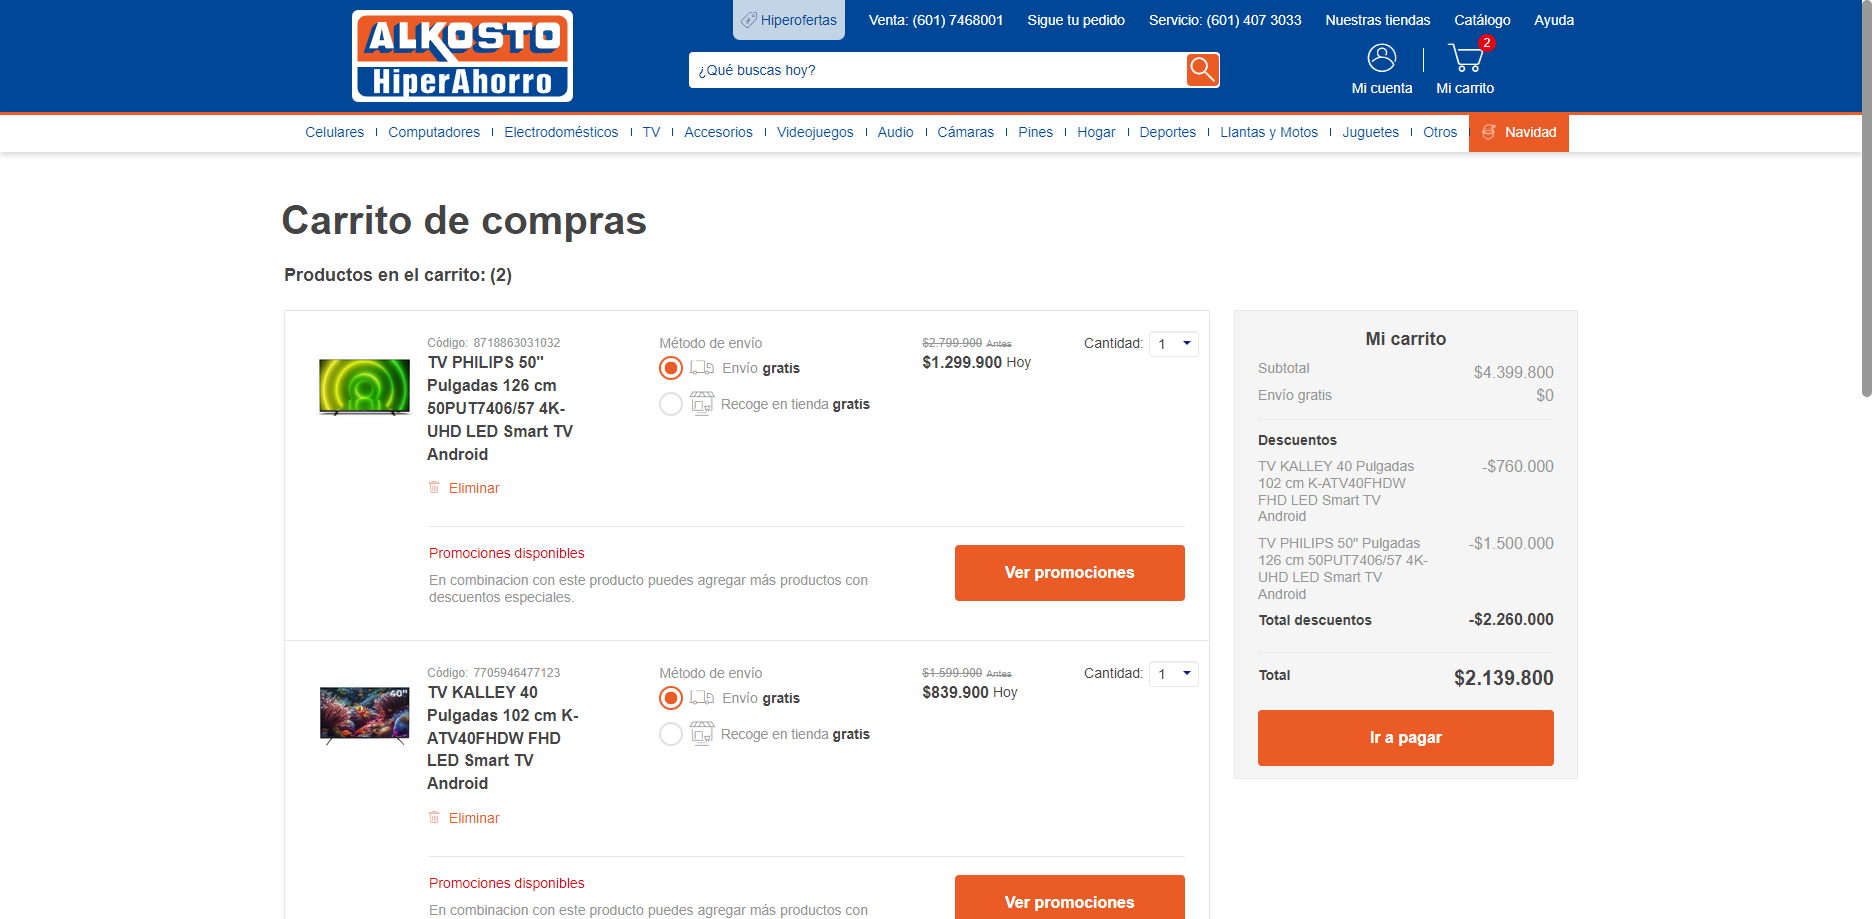 ALKOSTO
HiperAhorro
Hiperofertas
Venta: (601) 7468001
Sigue tu pedido
Servicio: (601) 407 3033
Nuestras tiendas
Catálogo
Ayuda
¿Qué buscas hoy?
2
Mi cuenta
Mi carrito
Celulares
Computadores
Electrodomésticos
TV
Accesorios
Videojuegos
Audio
Cámaras
Pines
Hogar
Deportes
Llantas y Motos
Juguetes
Otros
Navidad
Carrito de compras
Productos en el carrito: (2)
Código: 8718863031032
TV PHILIPS 50"
Pulgadas 126 cm
50PUT7406/57 4K-
UHD LED Smart TV
Android
Eliminar
Método de envío
Envío gratis
Recoge en tienda gratis
$2.799.900 Antes
$1.299.900 Hoy
Cantidad: 1
Promociones disponibles
En combinacion con este producto puedes agregar más productos con
descuentos especiales.
Ver promociones
40"
Código: 7705946477123
TV KALLEY 40
Pulgadas 102 cm K-
ATV40FHDW FHD
LED Smart TV
Android
Eliminar
Método de envío
Envío gratis
Recoge en tienda gratis
$1.599.900 Antes
$839.900 Hoy
Cantidad: 1
Promociones disponibles
En combinacion con este producto puedes agregar más productos con
Ver promociones
Mi carrito
Subtotal $4.399.800
Envío gratis $0
Descuentos
TV KALLEY 40 Pulgadas -$760.000
102 cm K-ATV40FHDW
FHD LED Smart TV
Android
TV PHILIPS 50" Pulgadas -$1.500.000
126 cm 50PUT7406/57 4K-
UHD LED Smart TV
Android
Total descuentos -$2.260.000
Total $2.139.800
Ir a pagar